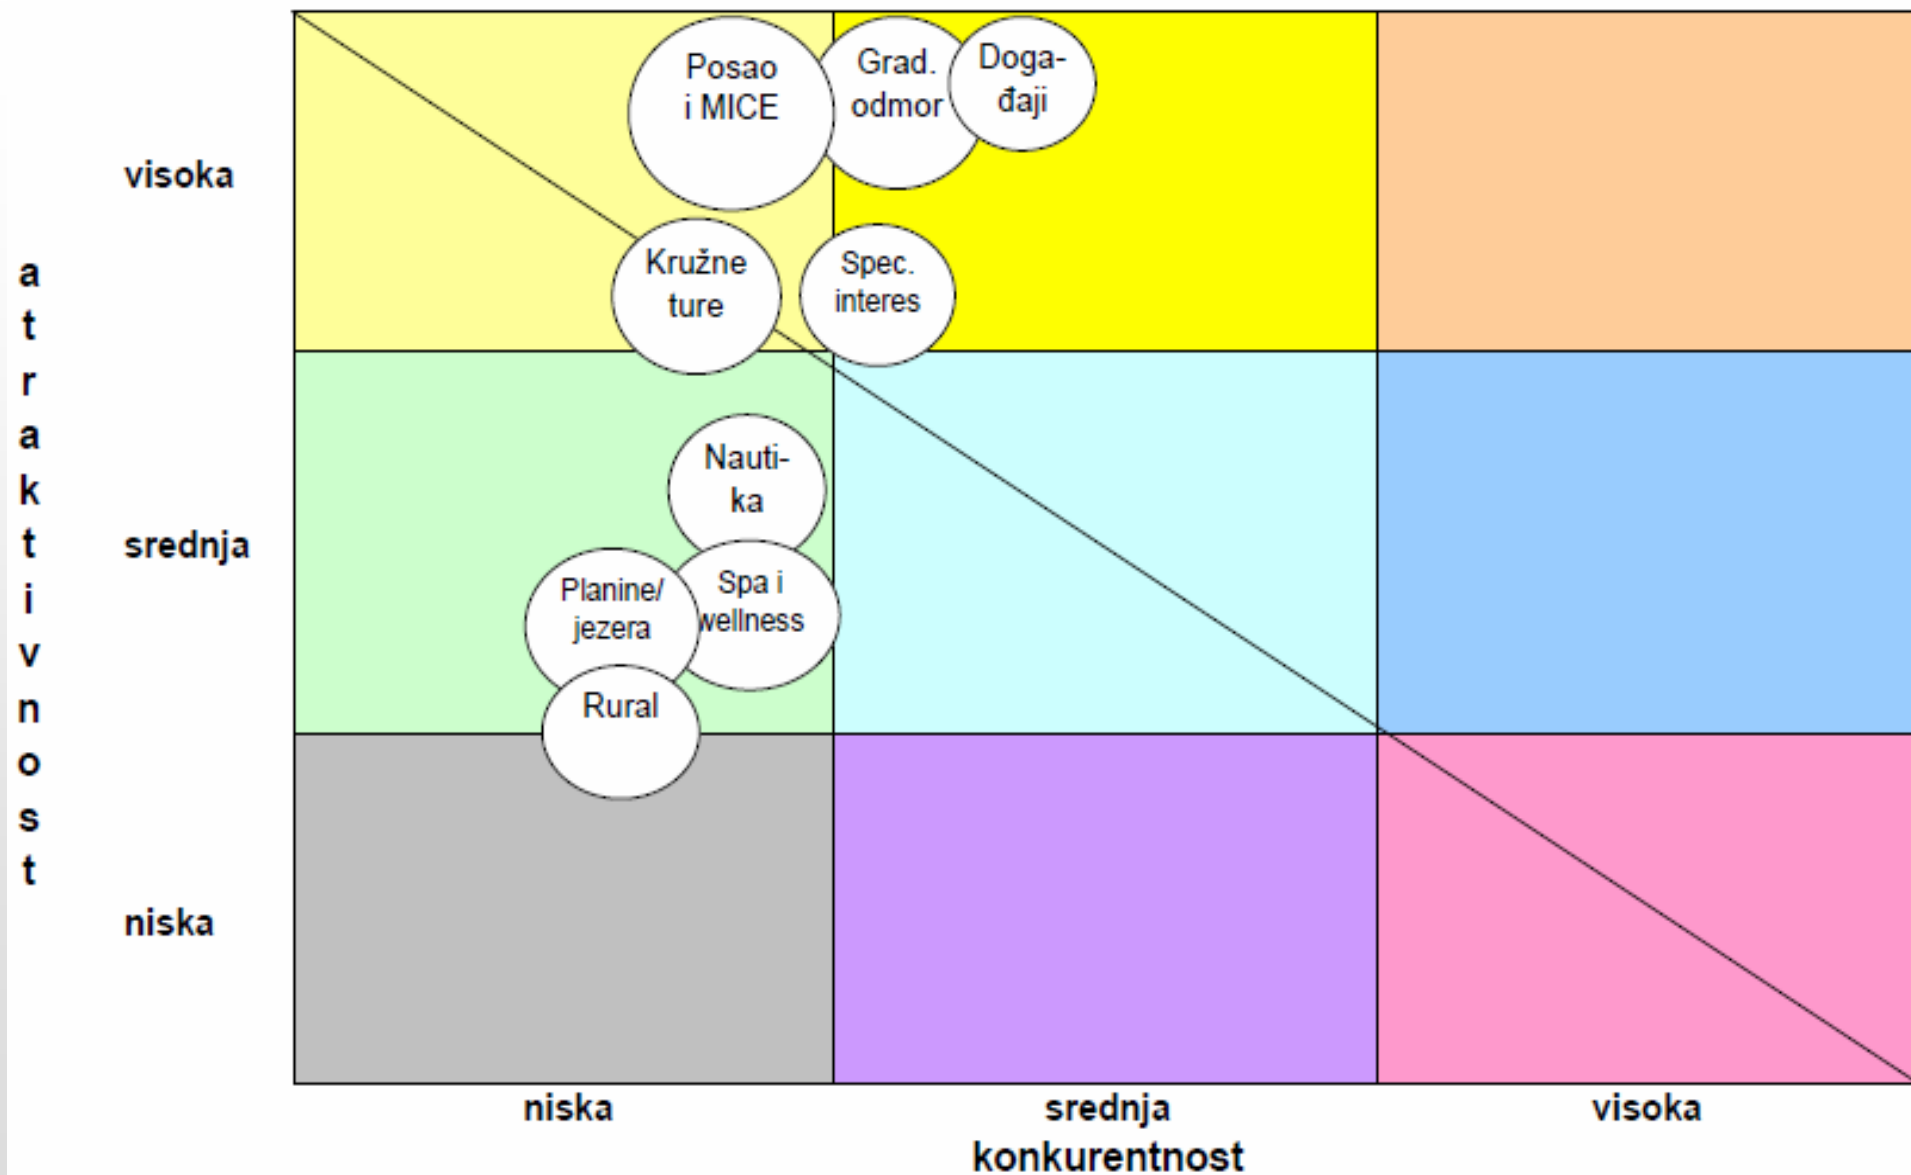 Posao
i MICE
Grad.
odmor
Doga-
đaji
visoka
Kružne
ture
Spec.
interes
a
t
r
a
k
t
i
v
n
o
s
t
Nauti-
ka
srednja
Planine/
jezera
Spa i
wellness
Rural
niska
niska
srednja
visoka
konkurentnost